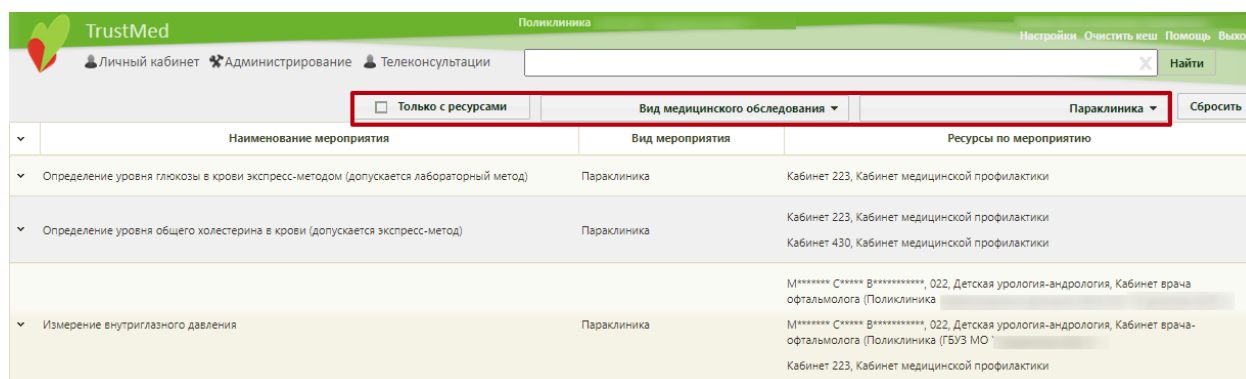 TrustMed
Поликлиника
Настройки Очистить кеш Помощь Выхо
Личный кабинет Администрирование Телеконсультации
X Найти
Только с ресурсами Вид медицинского обследования Параклиника Сбросить
Наименование мероприятия Вид мероприятия Ресурсы по мероприятию
Определение уровня глюкозы в крови экспресс-методом (допускается лабораторный метод) Параклиника Кабинет 223, Кабинет медицинской профилактики
Кабинет 223, Кабинет медицинской профилактики
Определение уровня общего холестерина в крови (допускается экспресс-метод) Параклиника
Кабинет 430, Кабинет медицинской профилактики
М******* С***** В***********, 022, Детская урология-андрология, Кабинет врача
офтальмолога (Поликлиника
Измерение внутриглазного давления Параклиника М******* С***** В***********, 022, Детская урология-андрология, Кабинет врача-
офтальмолога (Поликлиника (ГБУЗ МО
Кабинет 223, Кабинет медицинской профилактики